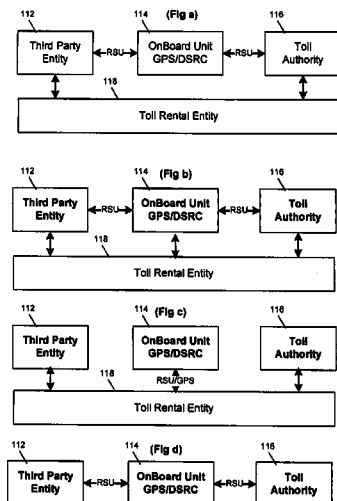 112 114 (Fig a) 116
Third Party Entity RSU OnBoard Unit GPS/DSRC RSU Toll Authority
118
Toll Rental Entity
112 114 (Fig b) 116
Third Party Entity RSU OnBoard Unit GPS/DSRC RSU Toll Authority
118
Toll Rental Entity
112 114 (Fig c) 116
Third Party Entity OnBoard Unit GPS/DSRC Toll Authority
118 RSU/GPS
Toll Rental Entity
112 114 (Fig d) 116
Third Party Entity RSU OnBoard Unit GPS/DSRC RSU Toll Authority